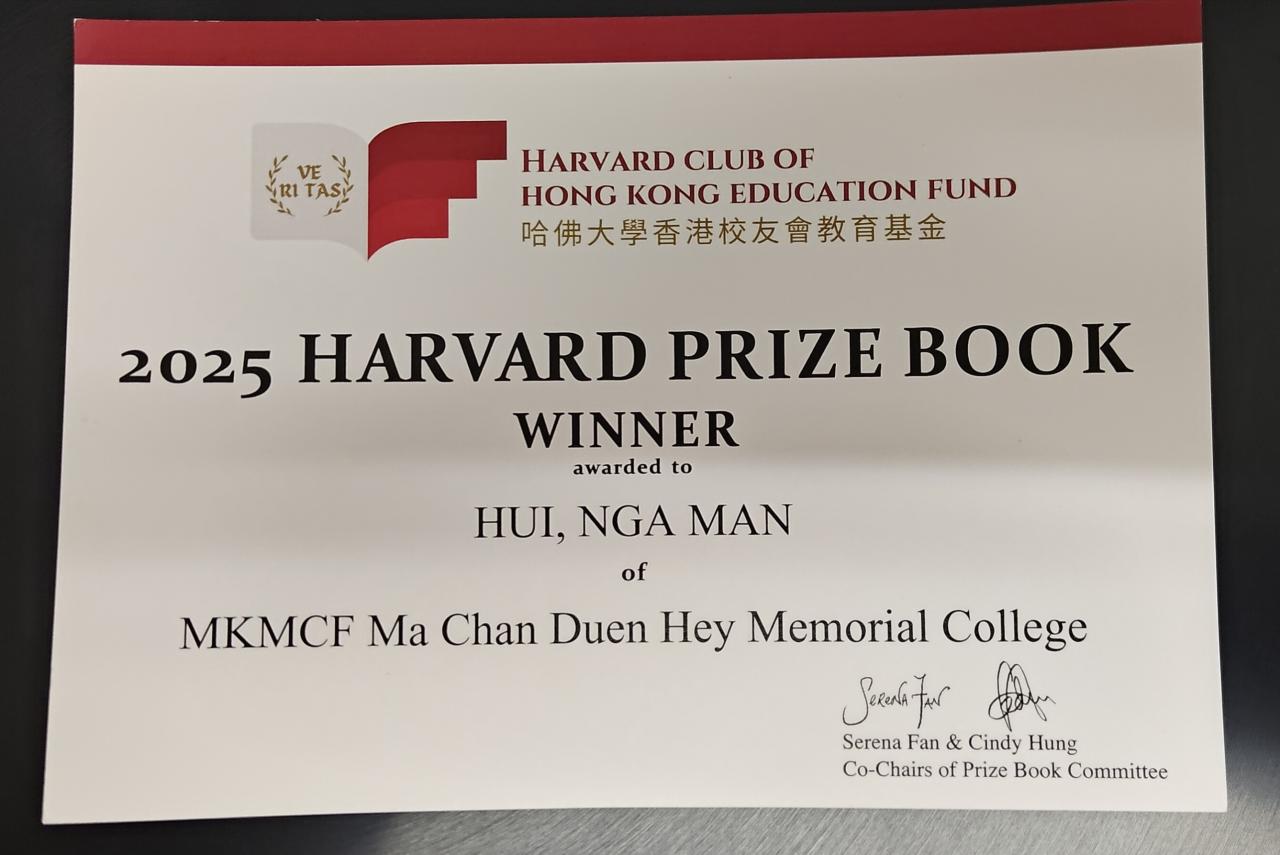 VE
RI TAS
HARVARD CLUB OF
HONG KONG EDUCATION FUND
哈佛大學香港校友會教育基金
2025 HARVARD PRIZE BOOK
WINNER
awarded to
HUI, NGA MAN
of
MKMCF Ma Chan Duen Hey Memorial College
SERENA FAN
Serena Fan & Cindy Hung
Co-Chairs of Prize Book Committee